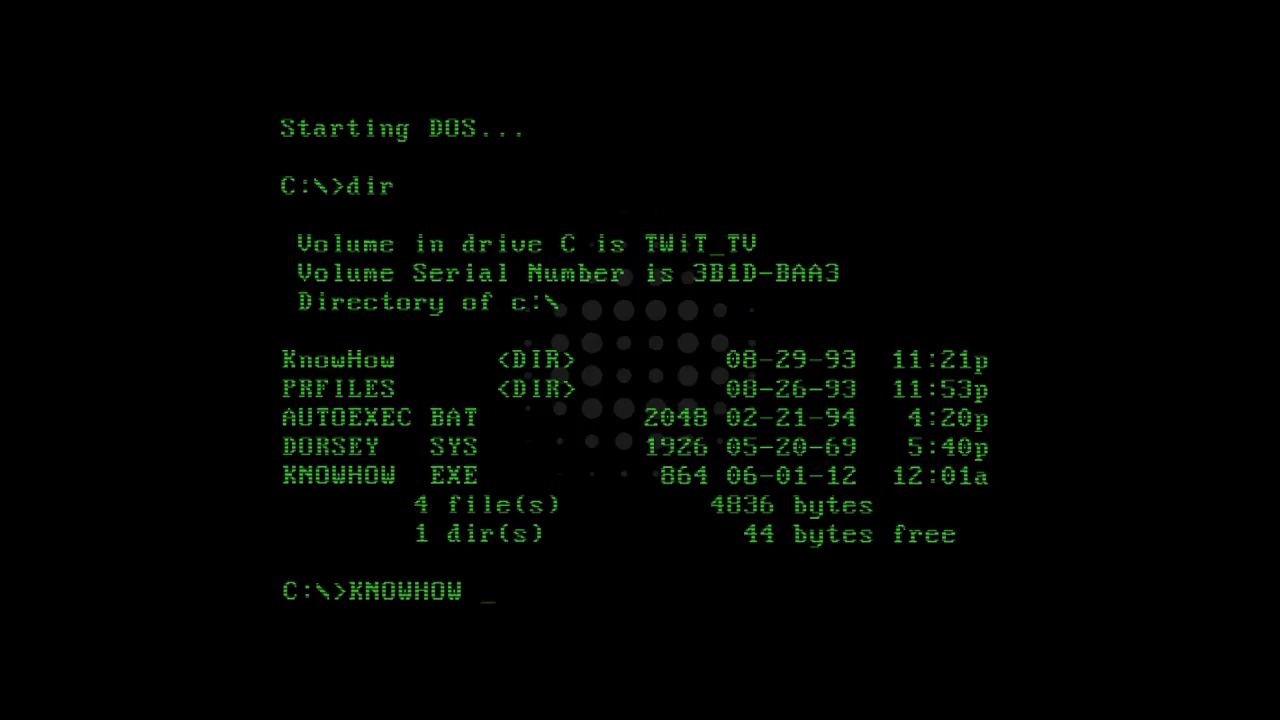 Starting DOS...
C:\>dir
Volume in drive C is TWiT_TV
Volume Serial Number is 3B1D-BAA3
Directory of c:\
KnowHow <DIR> 08-29-93 11:21p
PRFILES <DIR> 08-26-93 11:53p
AUTOEXEC BAT 2048 02-21-94 4:20p
DORSEY SYS 1926 05-20-69 5:40p
KNOWHOW EXE 864 06-01-12 12:01a
4 file(s) 4836 bytes
1 dir(s) 44 bytes free
C:\>KNOWHOW _